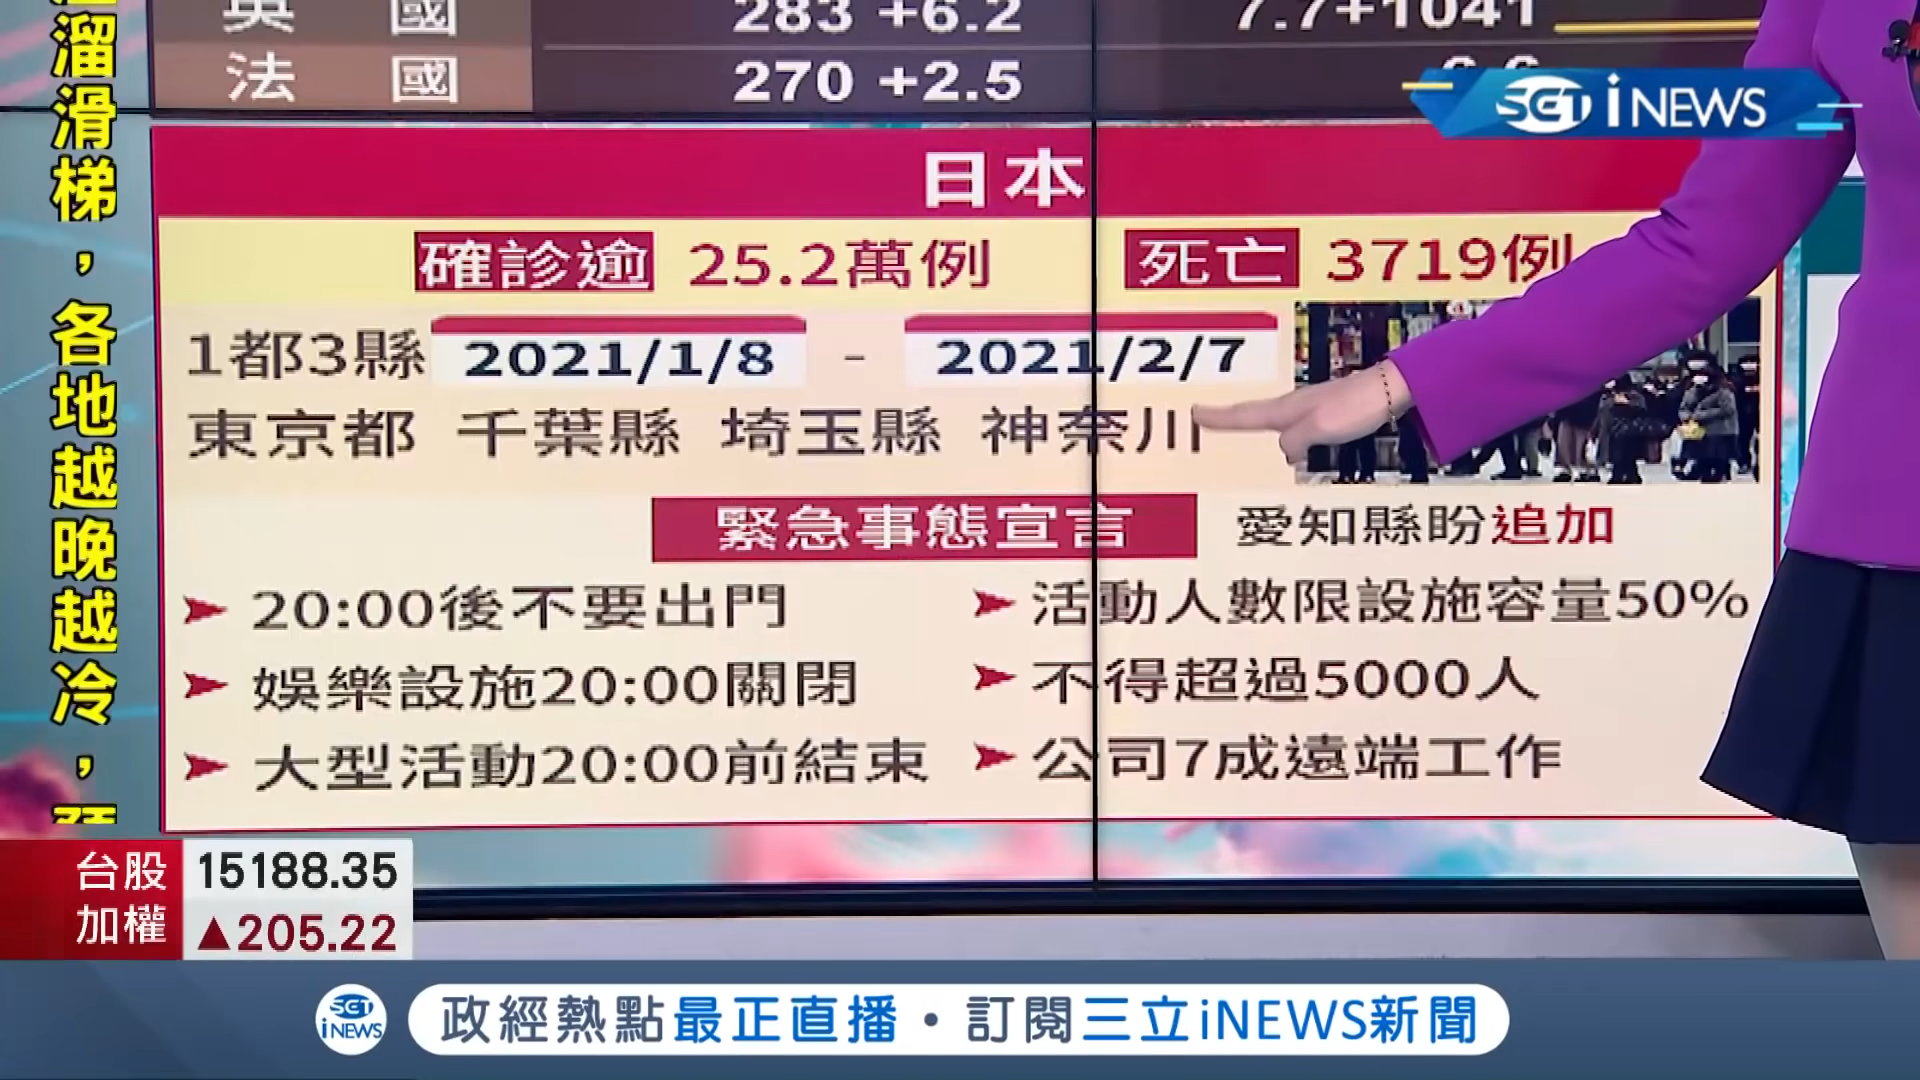 溜滑梯，各地越晚越冷，
英 國 283 +6.2 7.7+1041
法 國 270 +2.5
SET iNEWS
日本
確診逾 25.2萬例 死亡 3719例
1都3縣 2021/1/8 - 2021/2/7
東京都 千葉縣 埼玉縣 神奈川
緊急事態宣言 愛知縣盼追加
20:00後不要出門
娛樂設施20:00關閉
大型活動20:00前結束
活動人數限設施容量50%
不得超過5000人
公司7成遠端工作
台股 15188.35
加權 ▲205.22
SET iNEWS 政經熱點最正直播·訂閱三立iNEWS新聞